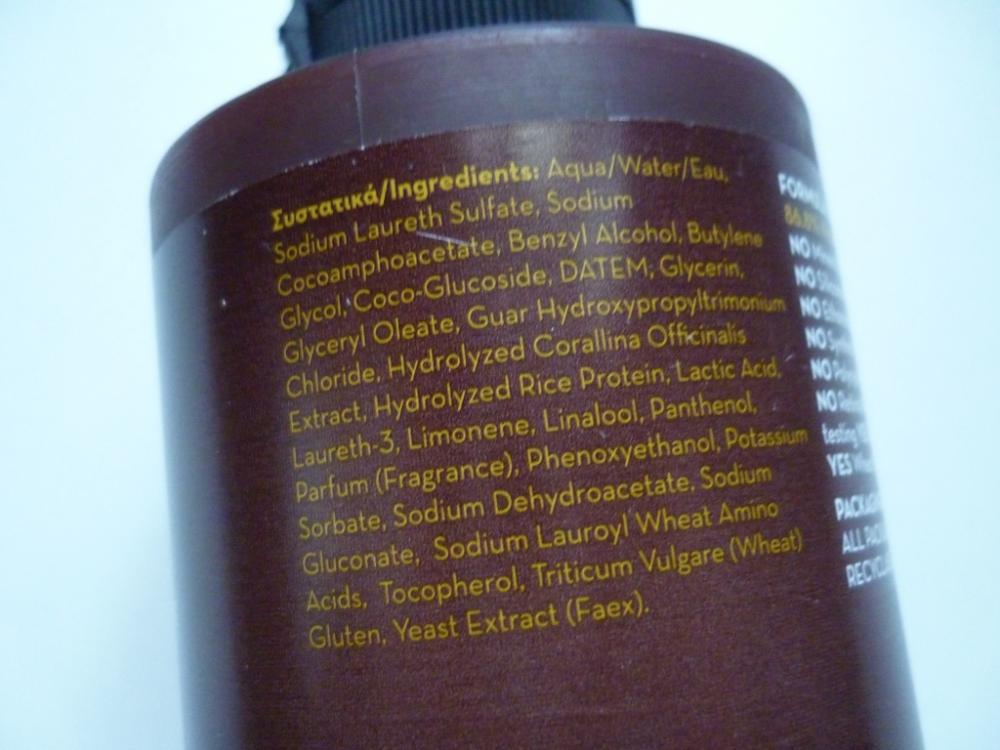 Συστατικά/Ingredients: Aqua/Water/Eau,
Sodium Laureth Sulfate, Sodium
Cocoamphoacetate, Benzyl Alcohol, Butylene
Glycol, Coco-Glucoside, DATEM, Glycerin,
Glyceryl Oleate, Guar Hydroxypropyltrimonium
Chloride, Hydrolyzed Corallina Officinalis
Extract, Hydrolyzed Rice Protein, Lactic Acid,
Laureth-3, Limonene, Linalool, Panthenol,
Parfum (Fragrance), Phenoxyethanol, Potassium
Sorbate, Sodium Dehydroacetate, Sodium
Gluconate, Sodium Lauroyl Wheat Amino
Acids, Tocopherol, Triticum Vulgare (Wheat)
Gluten, Yeast Extract (Faex).
NO
NO
NO
NO
NO
NO
testing
YES
ALL